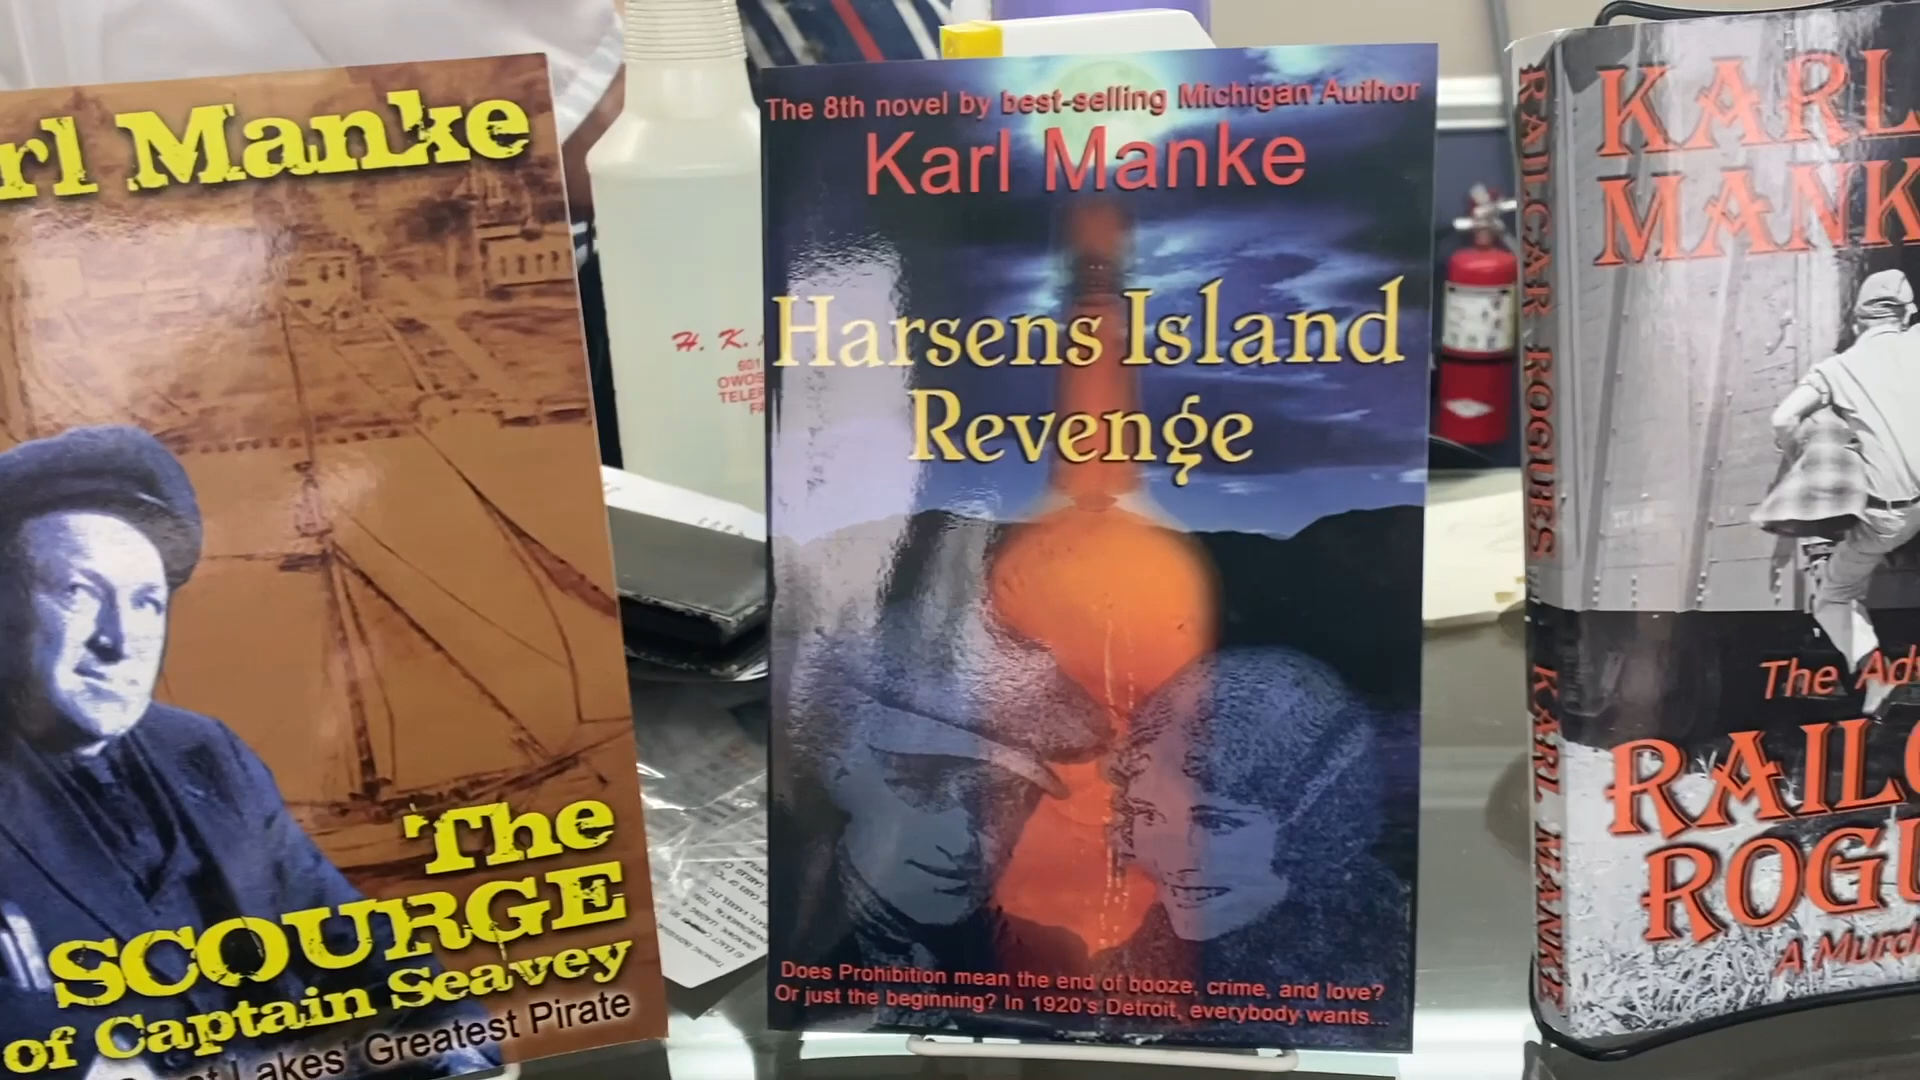 rl Manke
The
SCOURGE
of Captain Seavey
Lakes' Greatest Pirate
H. K.
601
The 8th novel by best-selling Michigan Author
Karl Manke
Harsens Island
Revenge
Does Prohibition mean the end of booze, crime, and love?
Or just the beginning? In 1920's Detroit, everybody wants...
RAILCAR ROGUES KARL MANKE
KARL
MANK
The Ad
RAILC
ROGU
A Murd